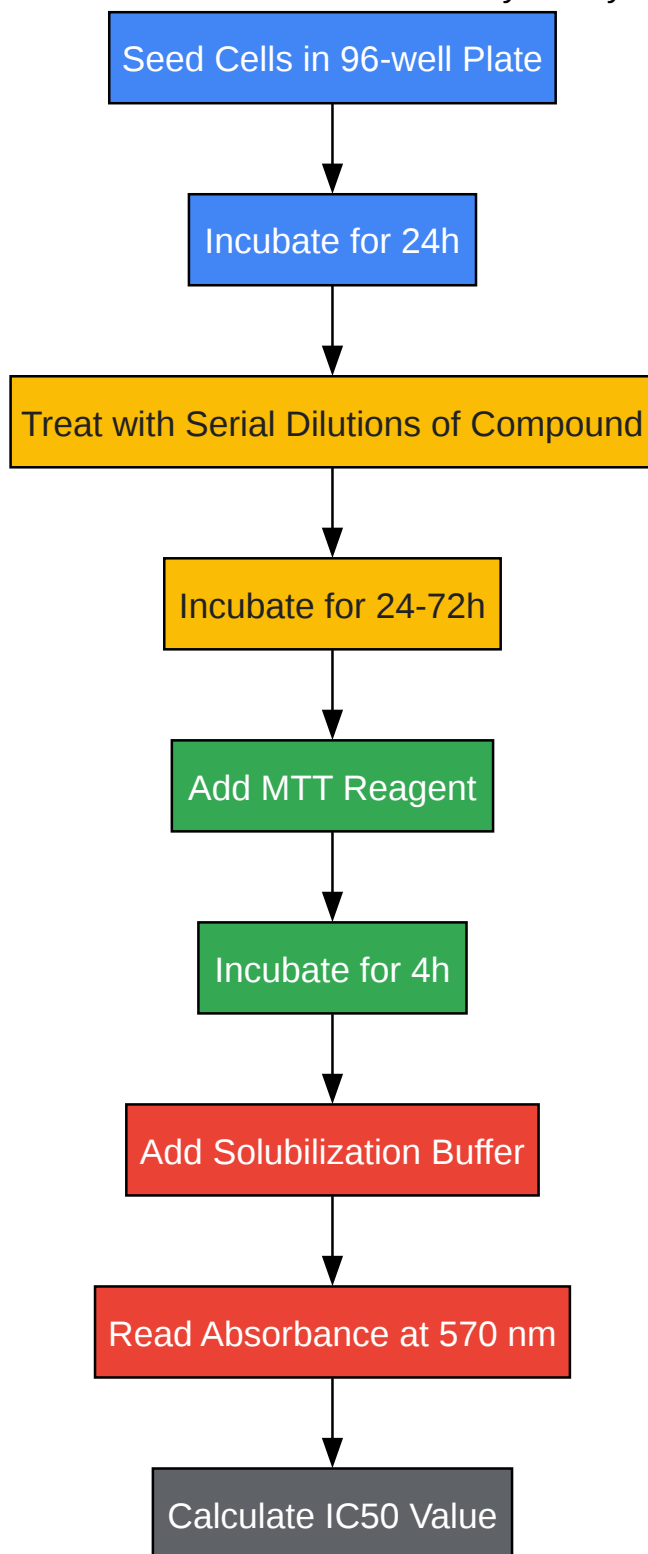 Seed Cells in 96-well Plate
Incubate for 24h
Treat with Serial Dilutions of Compound
Incubate for 24-72h
Add MTT Reagent
Incubate for 4h
Add Solubilization Buffer
Read Absorbance at 570 nm
Calculate IC50 Value